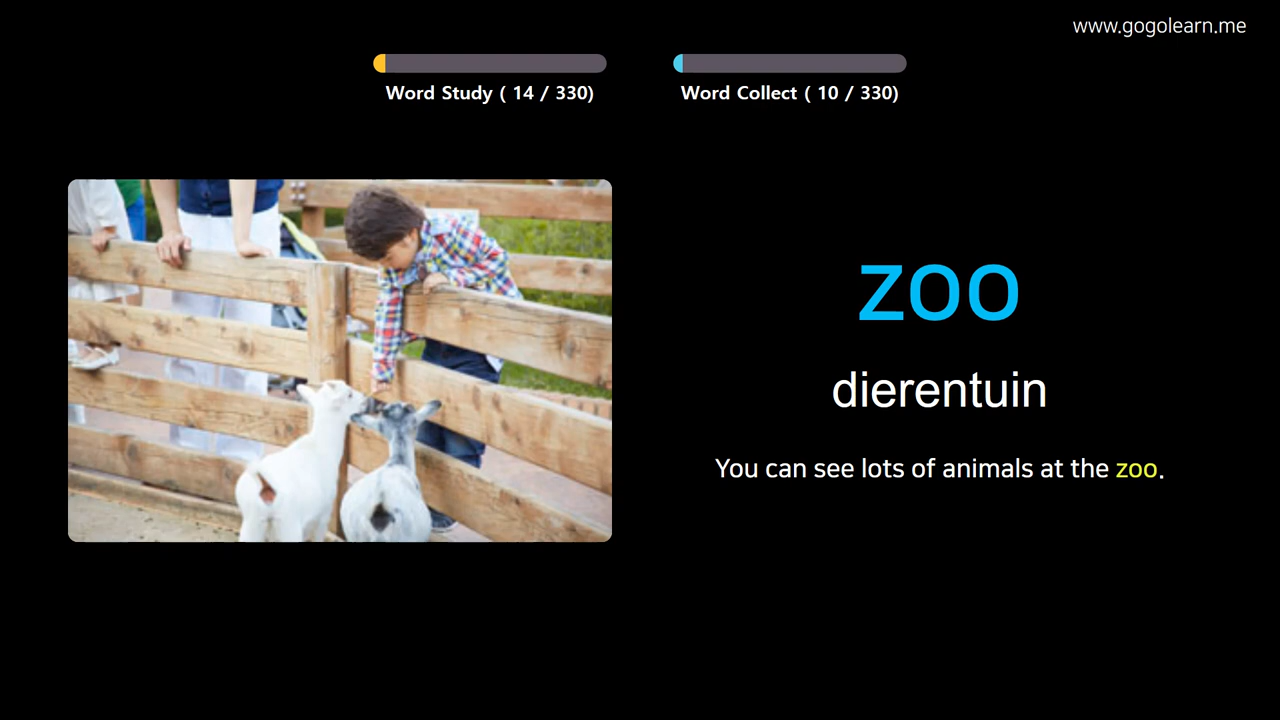 www.gogolearn.me
Word Study ( 14 / 330)
Word Collect ( 10 / 330)
zoo
dierentuin
You can see lots of animals at the zoo.